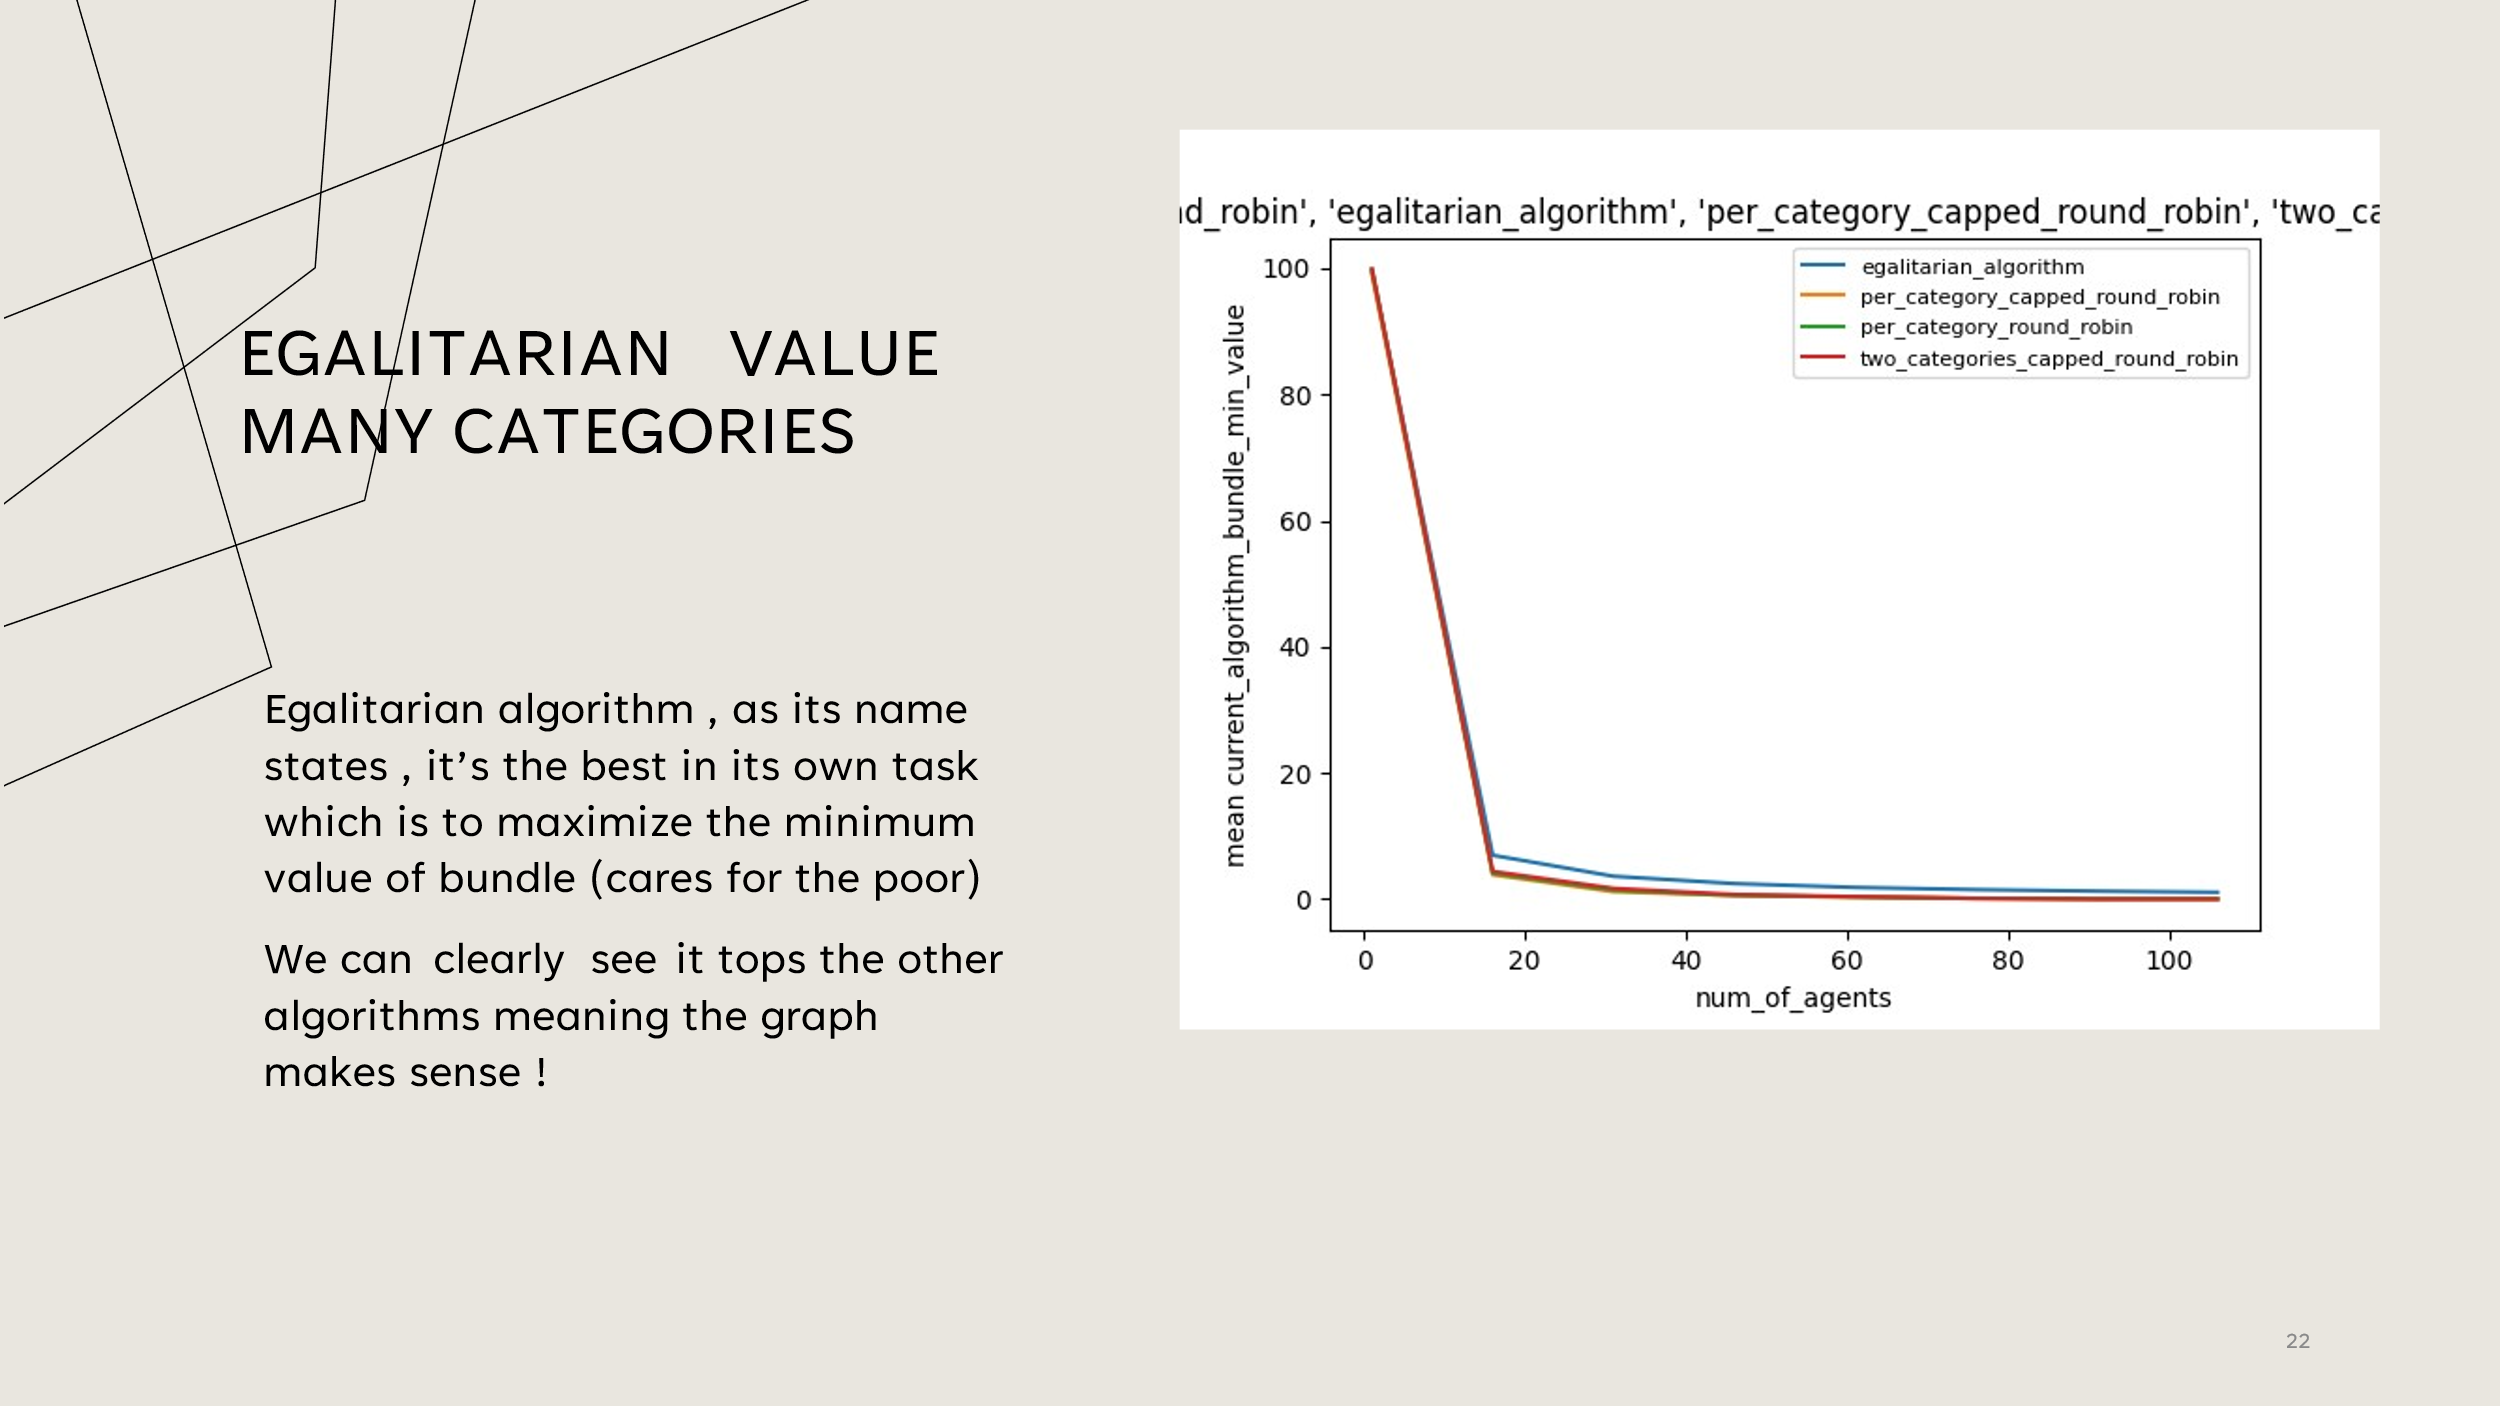 EGALITARIAN VALUE
MANY CATEGORIES
Egalitarian algorithm , as its name
states , it’s the best in its own task
which is to maximize the minimum
value of bundle (cares for the poor)
We can clearly see it tops the other
algorithms meaning the graph
makes sense !
d_robin', 'egalitarian_algorithm', 'per_category_capped_round_robin', 'two_ca
egalitarian_algorithm
per_category_capped_round_robin
per_category_round_robin
two_categories_capped_round_robin
mean current_algorithm_bundle_min_value
100
80
60
40
20
0
0 20 40 60 80 100
num_of_agents
22